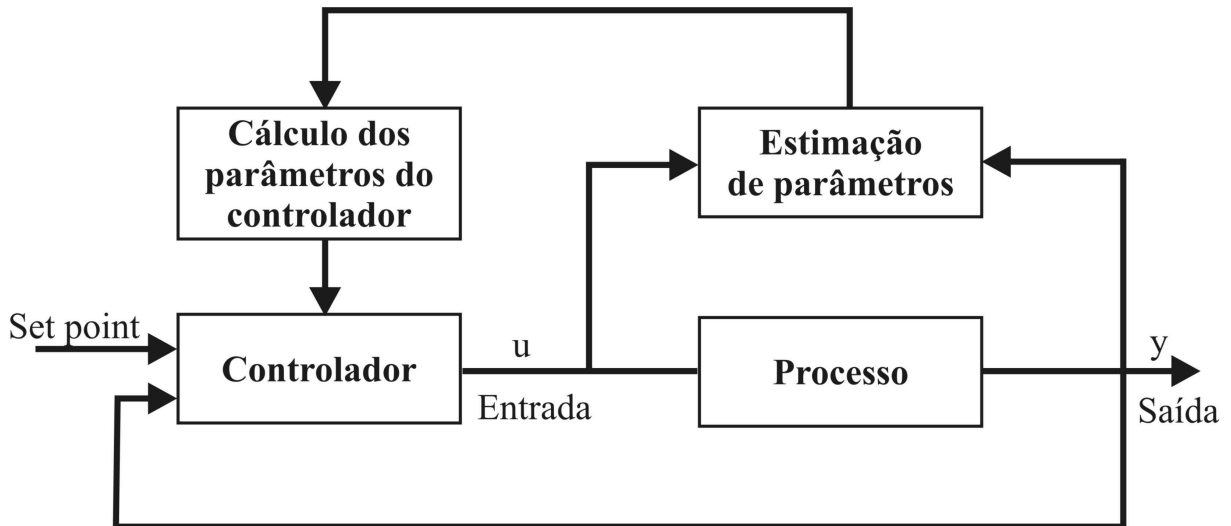 Cálculo dos
parâmetros do
controlador
Estimação
de parâmetros
Set point
Controlador
u
Entrada
Processo
y
Saída